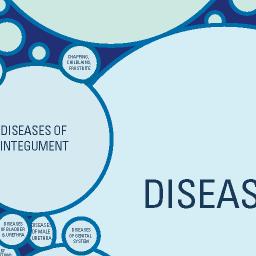 CHAPPING,
CHILBLAINS,
FROSTBITE
DISEASES OF
INTEGUMENT
DISEAS
DISEASES
OF BLADDER
& URETHRA
DISEASES
OF MALE
URETHRA
DISEASES
OF GENITAL
SYSTEM